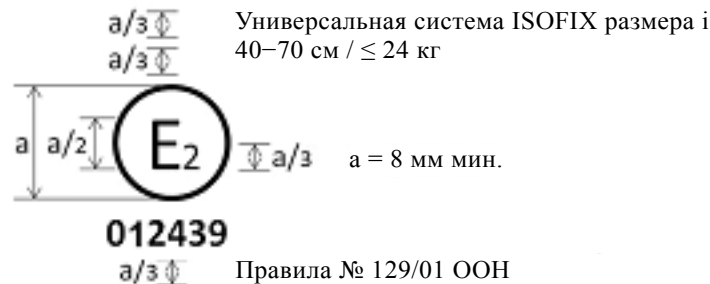 a/3 Универсальная система ISOFIX размера i
a/3 40−70 см / ≤ 24 кг
a a/2 E2 a/3 a = 8 мм мин.
012439
a/3 Правила № 129/01 ООН